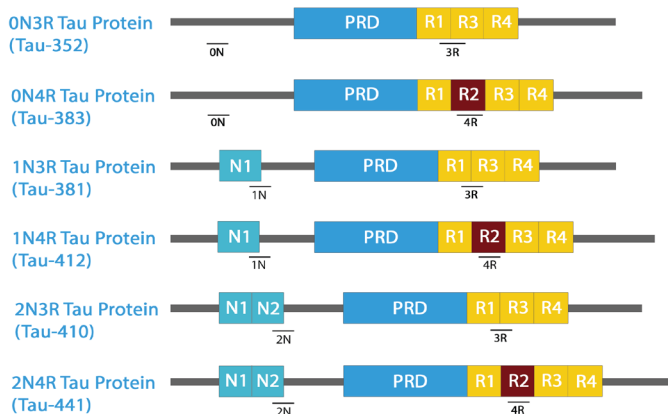 0N3R Tau Protein
(Tau-352)
PRD R1 R3 R4
0N 3R
0N4R Tau Protein
(Tau-383)
PRD R1 R2 R3 R4
0N 4R
1N3R Tau Protein
(Tau-381)
N1 PRD R1 R3 R4
1N 3R
1N4R Tau Protein
(Tau-412)
N1 PRD R1 R2 R3 R4
1N 4R
2N3R Tau Protein
(Tau-410)
N1 N2 PRD R1 R3 R4
2N 3R
2N4R Tau Protein
(Tau-441)
N1 N2 PRD R1 R2 R3 R4
2N 4R